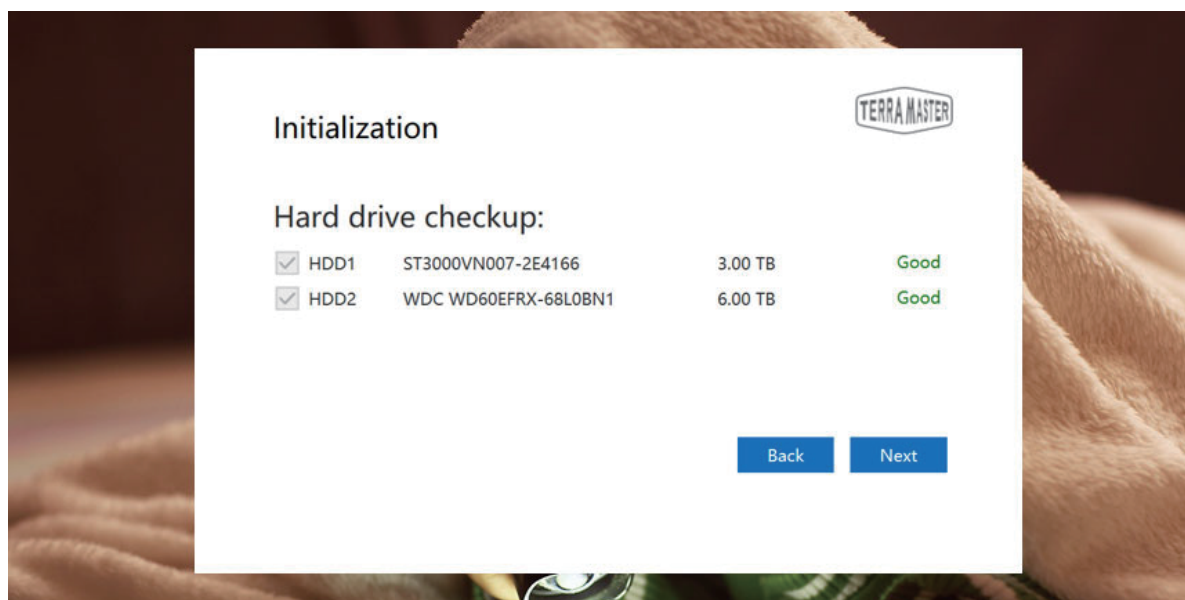 Initialization
TERRA MASTER
Hard drive checkup:
HDD1 ST3000VN007-2E4166 3.00 TB Good
HDD2 WDC WD60EFRX-68L0BN1 6.00 TB Good
Back Next